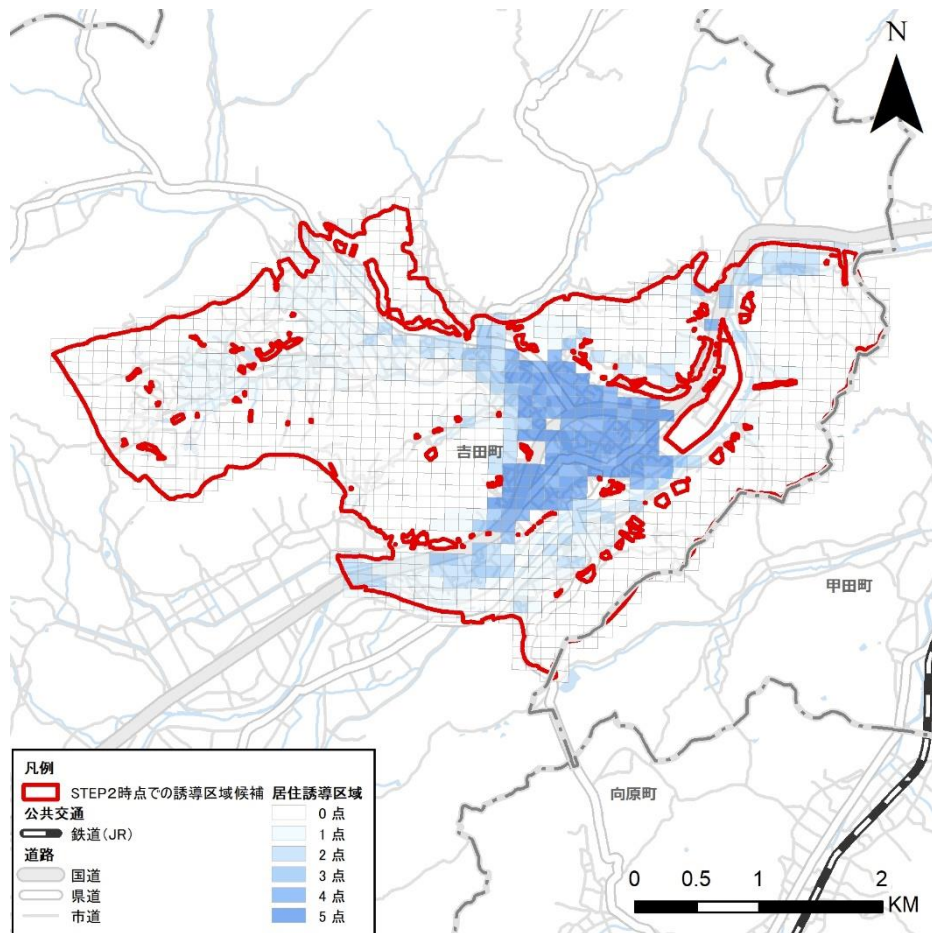 N
吉田町
甲田町
向原町
凡例
STEP2時点での誘導区域候補
公共交通
鉄道(JR)
道路
国道
県道
市道
居住誘導区域
0 点
1 点
2 点
3 点
4 点
5 点
0 0.5 1 2
KM